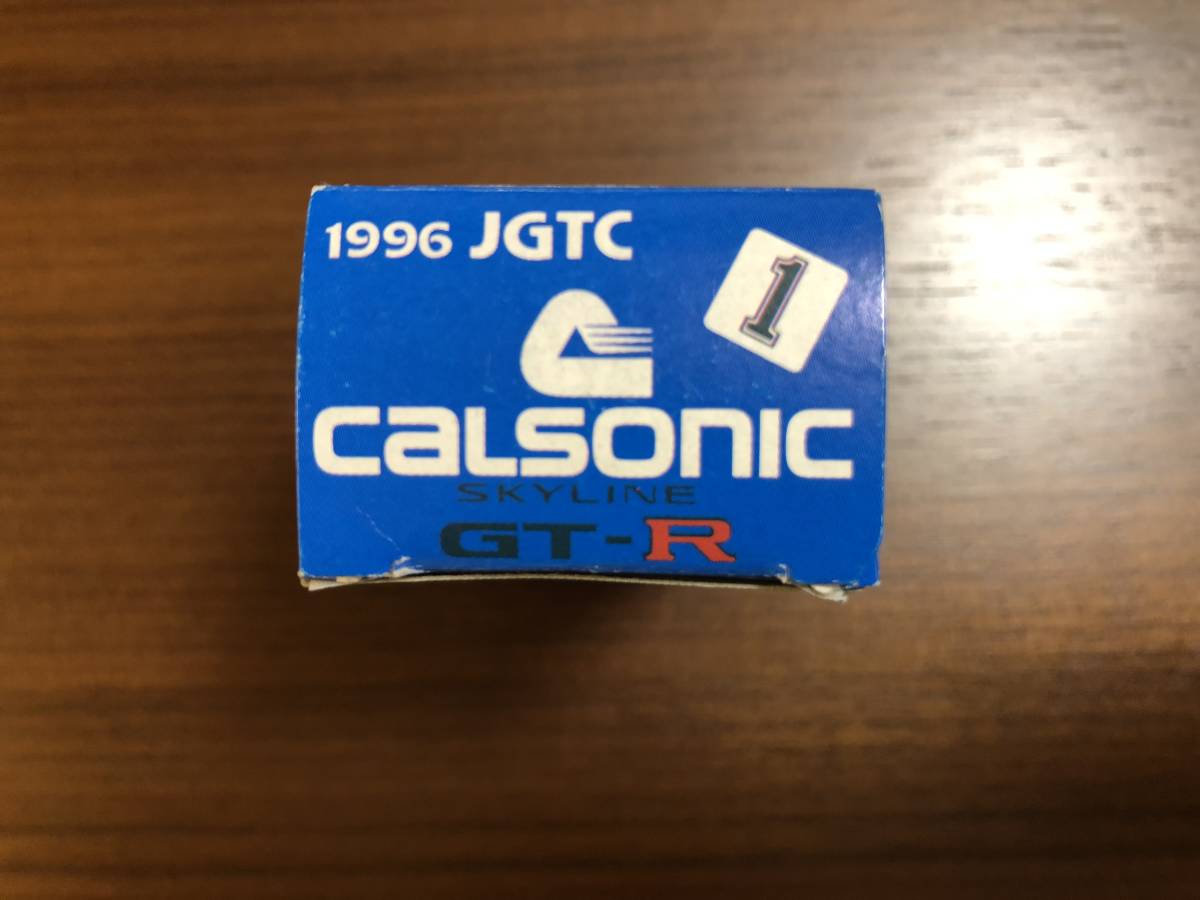 1996 JGTC
1
CALSONIC
SKYLINE
GT-R